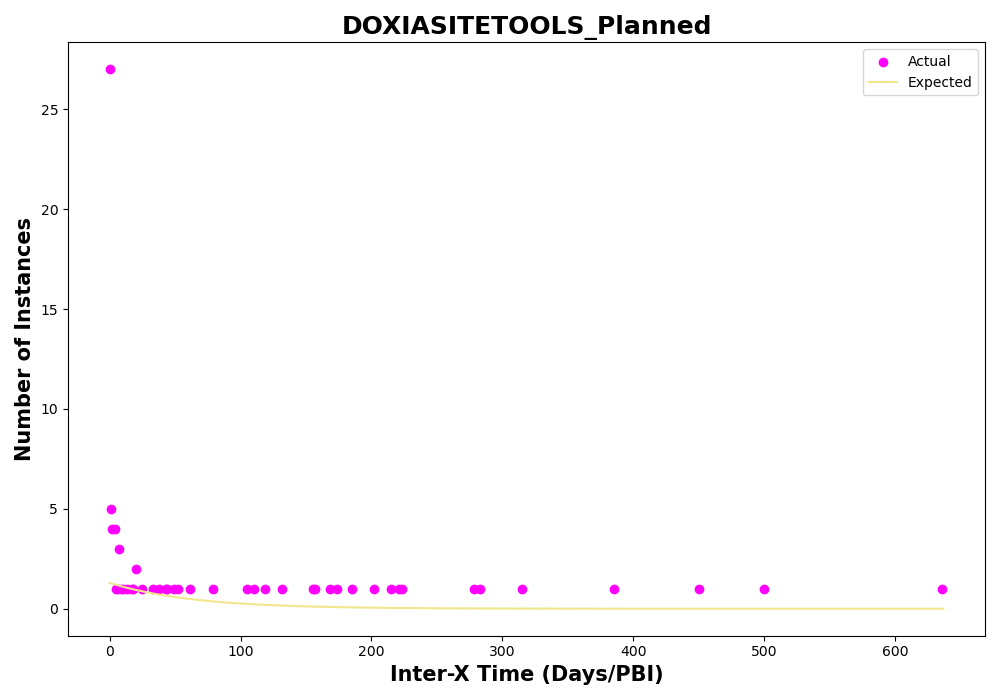 DOXIASITETOOLS_Planned
Actual
Expected
Number of Instances
25
20
15
10
5
0
0 100 200 300 400 500 600
Inter-X Time (Days/PBI)